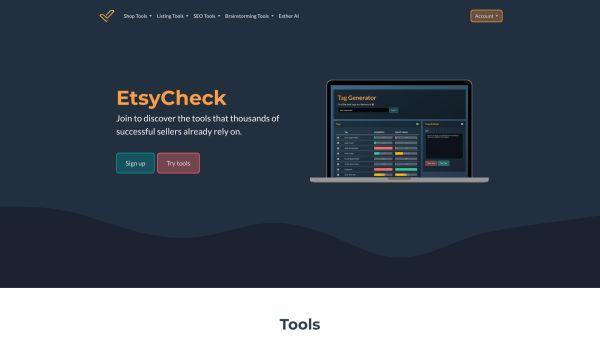 Shop Tools Listing Tools SEO Tools Brainstorming Tools Esther AI Account
EtsyCheck
Join to discover the tools that thousands of
successful sellers already rely on.
Sign up Try tools
Tag Generator
Tools